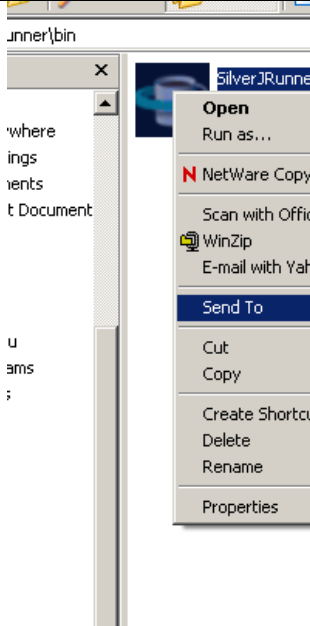 unner\bin
SilverJRunne
where
ings
nents
t Document
u
ams
Open
Run as...
NetWare Copy
Scan with Offic
WinZip
E-mail with Yah
Send To
Cut
Copy
Create Shortcu
Delete
Rename
Properties